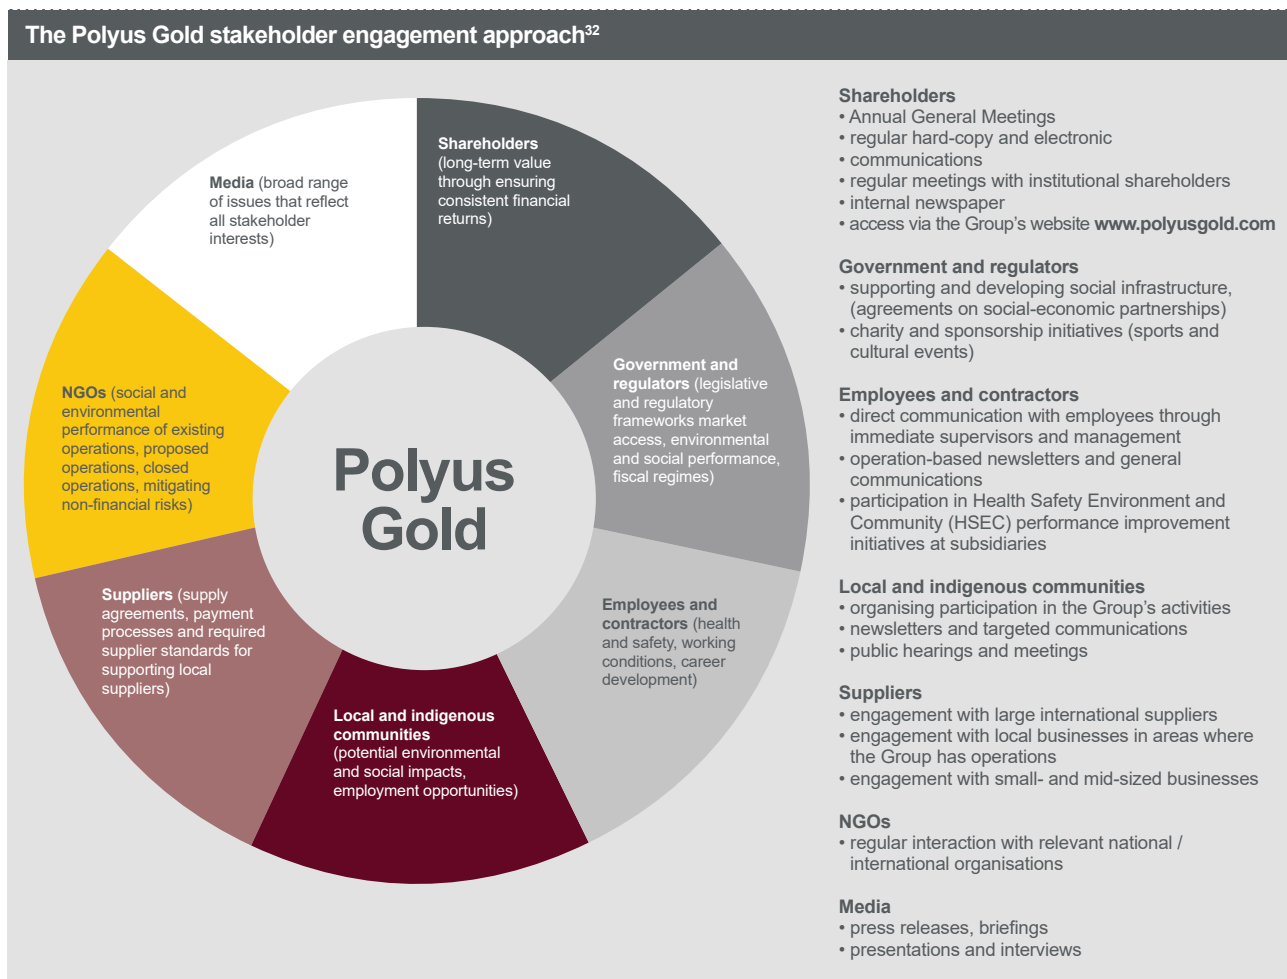 The Polyus Gold stakeholder engagement approach32
Shareholders
(long-term value
through ensuring
consistent financial
returns)
Government and
regulators (legislative
and regulatory
frameworks market
access, environmental
and social performance,
fiscal regimes)
Employees and
contractors (health
and safety, working
conditions, career
development)
Local and indigenous
communities
(potential environmental
and social impacts,
employment opportunities)
Suppliers (supply
agreements, payment
processes and required
supplier standards for
supporting local
suppliers)
NGOs (social and
environmental
performance of existing
operations, proposed
operations, closed
operations, mitigating
non-financial risks)
Media (broad range
of issues that reflect
all stakeholder
interests)
Polyus
Gold
Shareholders
• Annual General Meetings
• regular hard-copy and electronic
• communications
• regular meetings with institutional shareholders
• internal newspaper
• access via the Group's website www.polyusgold.com
Government and regulators
• supporting and developing social infrastructure,
(agreements on social-economic partnerships)
• charity and sponsorship initiatives (sports and
cultural events)
Employees and contractors
• direct communication with employees through
immediate supervisors and management
• operation-based newsletters and general
communications
• participation in Health Safety Environment and
Community (HSEC) performance improvement
initiatives at subsidiaries
Local and indigenous communities
• organising participation in the Group's activities
• newsletters and targeted communications
• public hearings and meetings
Suppliers
• engagement with large international suppliers
• engagement with local businesses in areas where
the Group has operations
• engagement with small- and mid-sized businesses
NGOs
• regular interaction with relevant national /
international organisations
Media
• press releases, briefings
• presentations and interviews